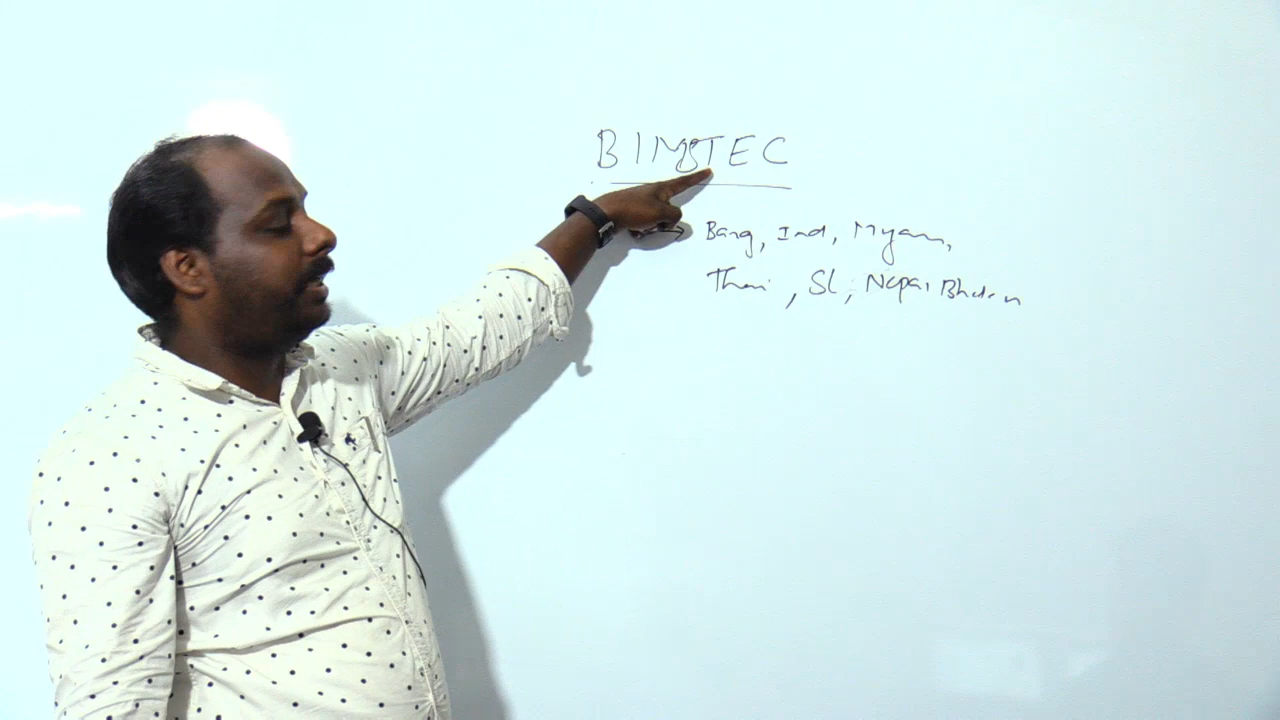 BIMSTEC
Bang, Ind, Myan,
Thai, SL, Nepal Bhutan